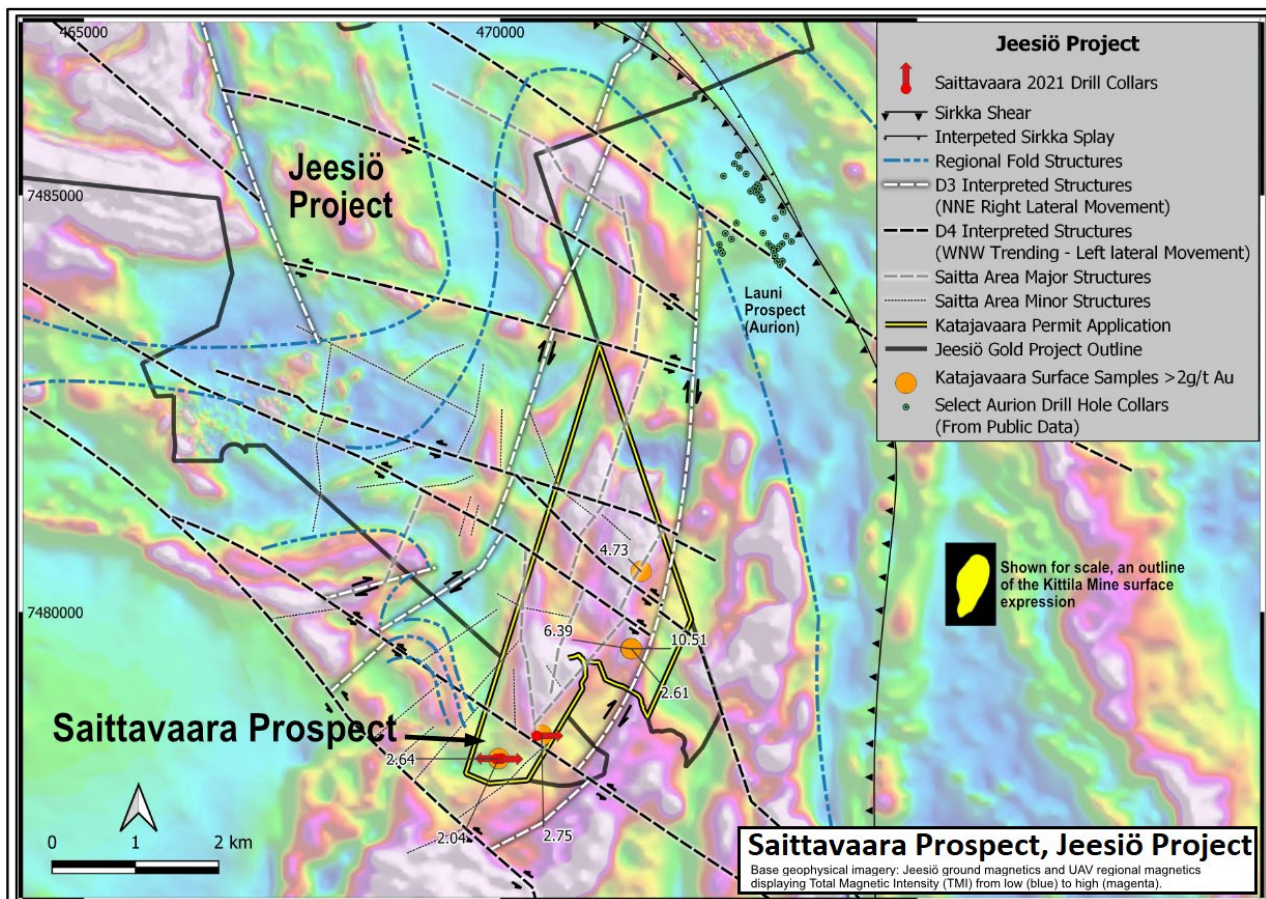 465000
470000
7485000
7480000
Jeesiö
Project
Launi
Prospect
(Aurion)
Jeesiö Project
Saittavaara 2021 Drill Collars
Sirkka Shear
Interpeted Sirkka Splay
Regional Fold Structures
D3 Interpreted Structures
(NNE Right Lateral Movement)
D4 Interpreted Structures
(WNW Trending - Left lateral Movement)
Saitta Area Major Structures
Saitta Area Minor Structures
Katajavaara Permit Application
Jeesiö Gold Project Outline
Katajavaara Surface Samples >2g/t Au
Select Aurion Drill Hole Collars
(From Public Data)
4.73
6.39
10.51
2.61
Shown for scale, an outline
of the Kittila Mine surface
expression
Saittavaara Prospect
2.64
2.04
2.75
0 1 2 km
Saittavaara Prospect, Jeesiö Project
Base geophysical imagery: Jeesiö ground magnetics and UAV regional magnetics
displaying Total Magnetic Intensity (TMI) from low (blue) to high (magenta).